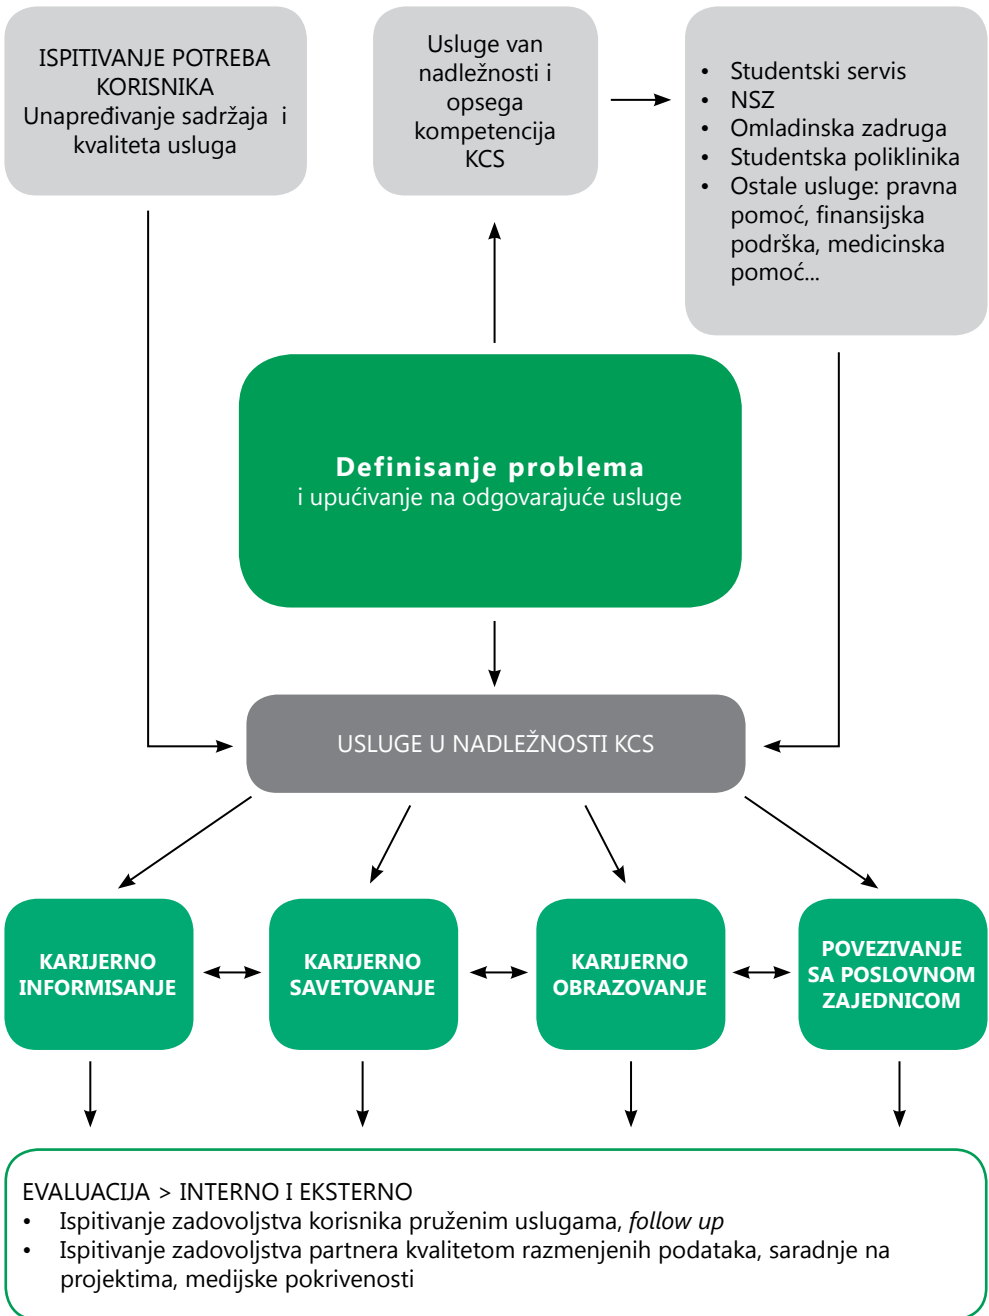 ISPITIVANJE POTREBA
KORISNIKA
Unapređivanje sadržaja i
kvaliteta usluga
Usluge van
nadležnosti i
opsega
kompetencija
KCS
• Studentski servis
• NSZ
• Omladinska zadruga
• Studentska poliklinika
• Ostale usluge: pravna
pomoć, finansijska
podrška, medicinska
pomoć...
Definisanje problema
i upućivanje na odgovarajuće usluge
USLUGE U NADLEŽNOSTI KCS
KARIJERNO
INFORMISANJE
KARIJERNO
SAVETOVANJE
KARIJERNO
OBRAZOVANJE
POVEZIVANJE
SA POSLOVNOM
ZAJEDNICOM
EVALUACIJA > INTERNO I EKSTERNO
• Ispitivanje zadovoljstva korisnika pruženim uslugama, follow up
• Ispitivanje zadovoljstva partnera kvalitetom razmenjenih podataka, saradnje na
projektima, medijske pokrivenosti